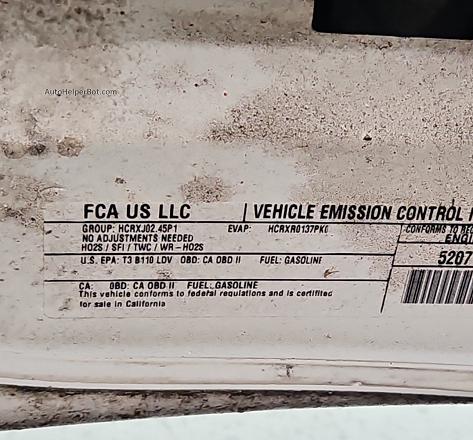 AutoHelperBot.com
FCA US LLC
VEHICLE EMISSION CONTROL
GROUP: HCRXJ02.45P1 EVAP: HCRXR0137PK0
CONFORMS TO
NO ADJUSTMENTS NEEDED
HO2S / SFI / TWC / WR-HO2S
U.S. EPA: T3 B110 LDV OBD: CA OBD II FUEL: GASOLINE
5207
CA: OBD: CA OBD II FUEL: GASOLINE
This vehicle conforms to federal regulations and is certified
for sale in California